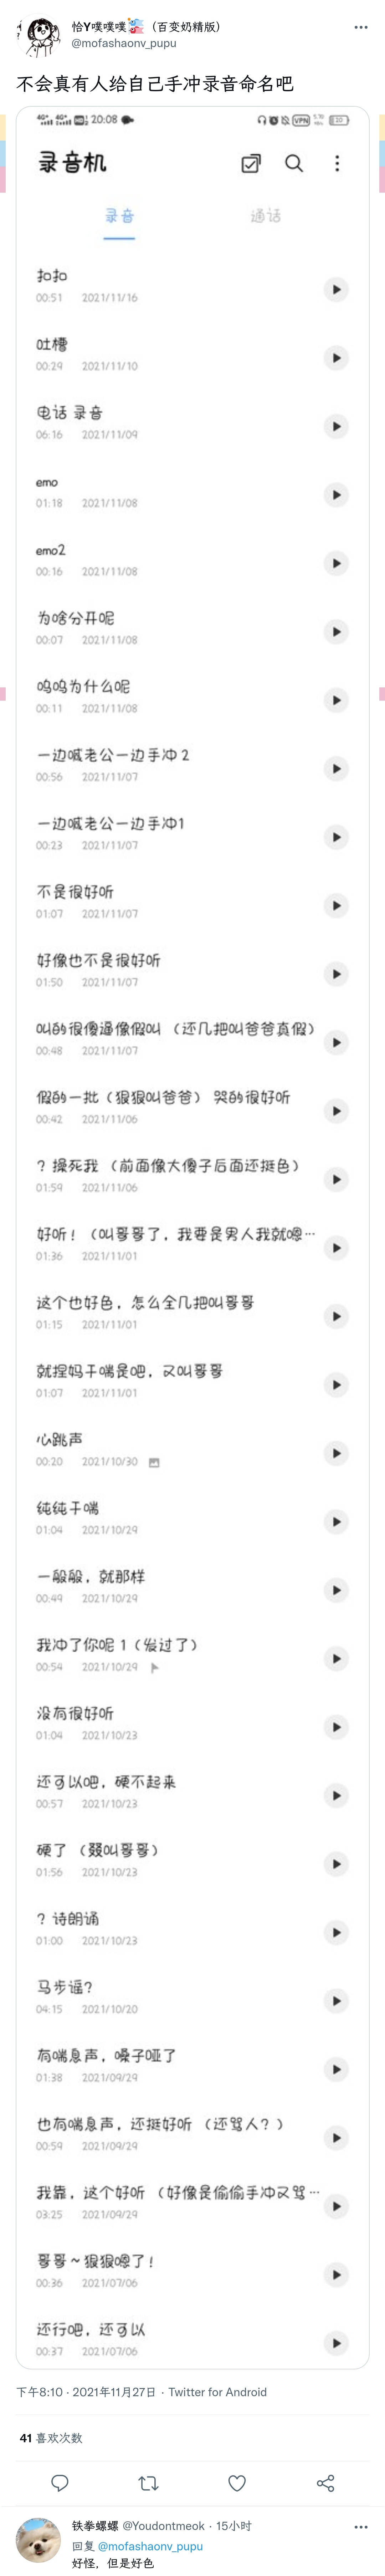 恰Y噗噗噗（百变奶精版）
@mofashaonv_pupu
不会真有人给自己手冲录音命名吧
20:08
VPN
录音机
录音 通话
扣扣
00:51 2021/11/16
吐槽
00:29 2021/11/10
电话 录音
06:16 2021/11/09
emo
01:18 2021/11/08
emo2
00:16 2021/11/08
为啥分开呢
00:07 2021/11/08
呜呜为什么呢
00:11 2021/11/08
一边喊老公一边手冲 2
00:56 2021/11/07
一边喊老公一边手冲1
00:23 2021/11/07
不是很好听
01:07 2021/11/07
好像也不是很好听
01:50 2021/11/07
叫的很傻逼像假叫 （还几把叫爸爸真假）
00:48 2021/11/07
假的一批（狠狠叫爸爸） 哭的很好听
00:42 2021/11/06
？操死我 （前面像大傻子后面还挺色）
01:59 2021/11/06
好听！（叫哥哥了，我要是男人我就嗯…
01:36 2021/11/01
这个也好色，怎么全几把叫哥哥
01:15 2021/11/01
就捏妈干喘是吧，又叫哥哥
01:07 2021/11/01
心跳声
00:20 2021/10/30
纯纯干喘
01:04 2021/10/29
一般般，就那样
00:49 2021/10/29
我冲了你呢 1（发过了）
00:54 2021/10/29
没有很好听
01:04 2021/10/23
还可以吧，硬不起来
00:57 2021/10/23
硬了 （叕叫哥哥）
01:56 2021/10/23
？诗朗诵
01:00 2021/10/23
马步谣?
04:15 2021/10/20
有喘息声，嗓子哑了
01:38 2021/09/29
也有喘息声，还挺好听 （还骂人？）
00:59 2021/09/29
我靠，这个好听 （好像是偷偷手冲又骂…
03:25 2021/09/29
哥哥~狠狠嗯了!
00:36 2021/07/06
还行吧，还可以
00:37 2021/07/06
下午8:10 · 2021年11月27日 · Twitter for Android
41 喜欢次数
铁拳螺螺 @Youdontmeok · 15小时
回复 @mofashaonv_pupu
好怪，但是好色